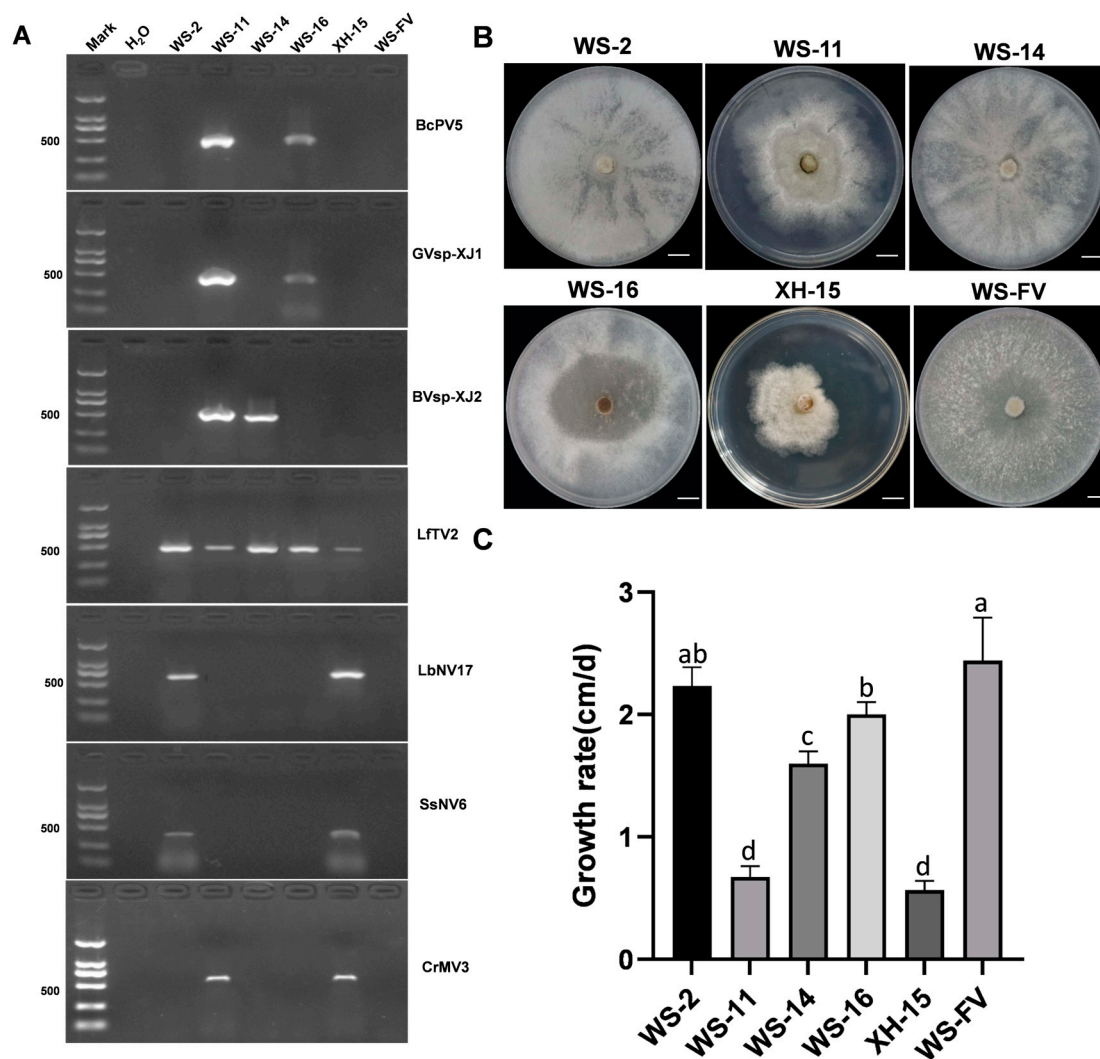 A
Mark H₂O WS-2 WS-11 WS-14 WS-16 XH-15 WS-FV
500 BcPV5
500 GVsp-XJ1
500 BVsp-XJ2
500 LfTV2
500 LbNV17
500 SsNV6
500 CrMV3
B
WS-2 WS-11 WS-14
WS-16 XH-15 WS-FV
C
Growth rate(cm/d)
3
2
1
0
ab d c b d a
WS-2 WS-11 WS-14 WS-16 XH-15 WS-FV